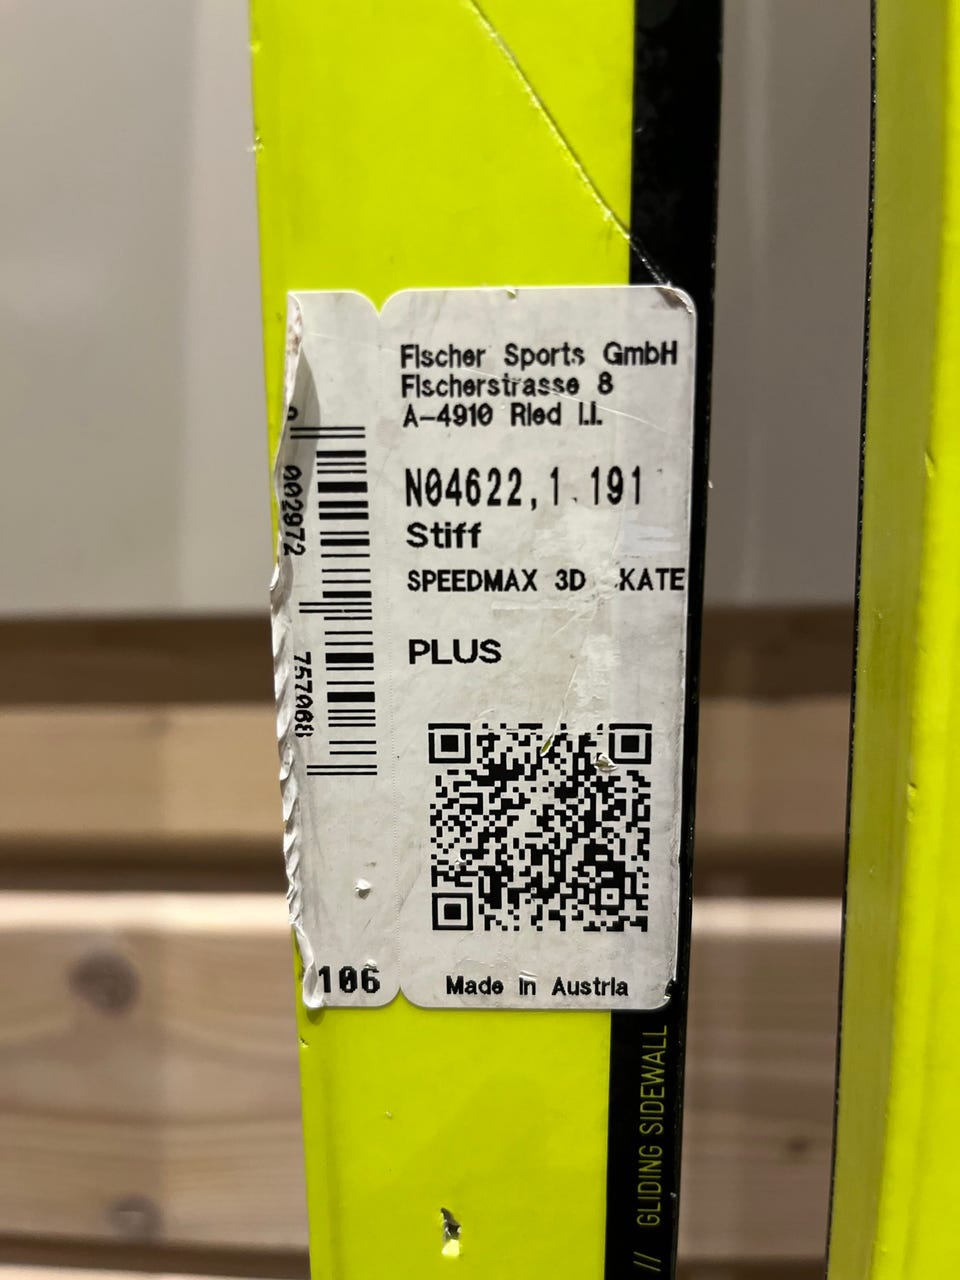 Fischer Sports GmbH
Fischerstrasse 8
A-4910 Ried i.I.
N04622,1.191
Stiff
SPEEDMAX 3D KATE
PLUS
002972
106
Made in Austria
// GLIDING SIDEWALL